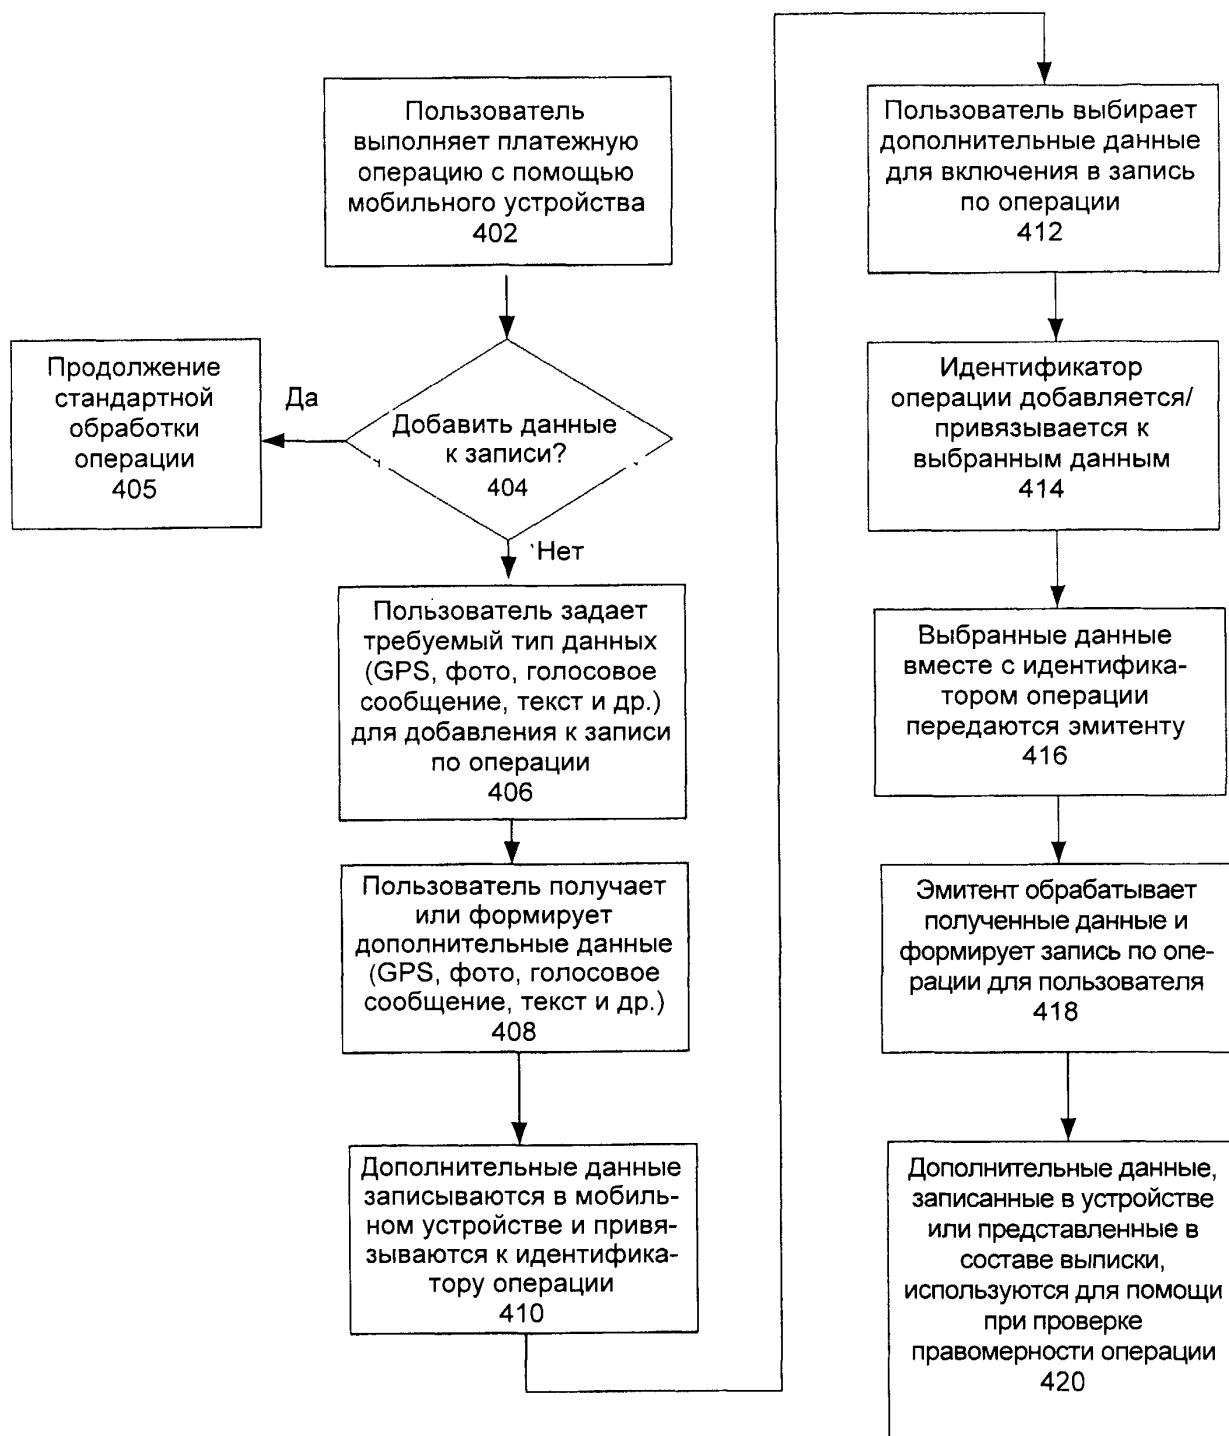 Пользователь
выполняет платежную
операцию с помощью
мобильного устройства
402
Продолжение
стандартной
обработки
операции
405
Да
Добавить данные
к записи?
404
Нет
Пользователь задает
требуемый тип данных
(GPS, фото, голосовое
сообщение, текст и др.)
для добавления к записи
по операции
406
Пользователь получает
или формирует
дополнительные данные
(GPS, фото, голосовое
сообщение, текст и др.)
408
Дополнительные данные
записываются в мобиль-
ном устройстве и привя-
зываются к идентифика-
тору операции
410
Пользователь выбирает
дополнительные данные
для включения в запись
по операции
412
Идентификатор
операции добавляется/
привязывается к
выбранным данным
414
Выбранные данные
вместе с идентифика-
тором операции
передаются эмитенту
416
Эмитент обрабатывает
полученные данные и
формирует запись по опе-
рации для пользователя
418
Дополнительные данные,
записанные в устройстве
или представленные в
составе выписки,
используются для помощи
при проверке
правомерности операции
420